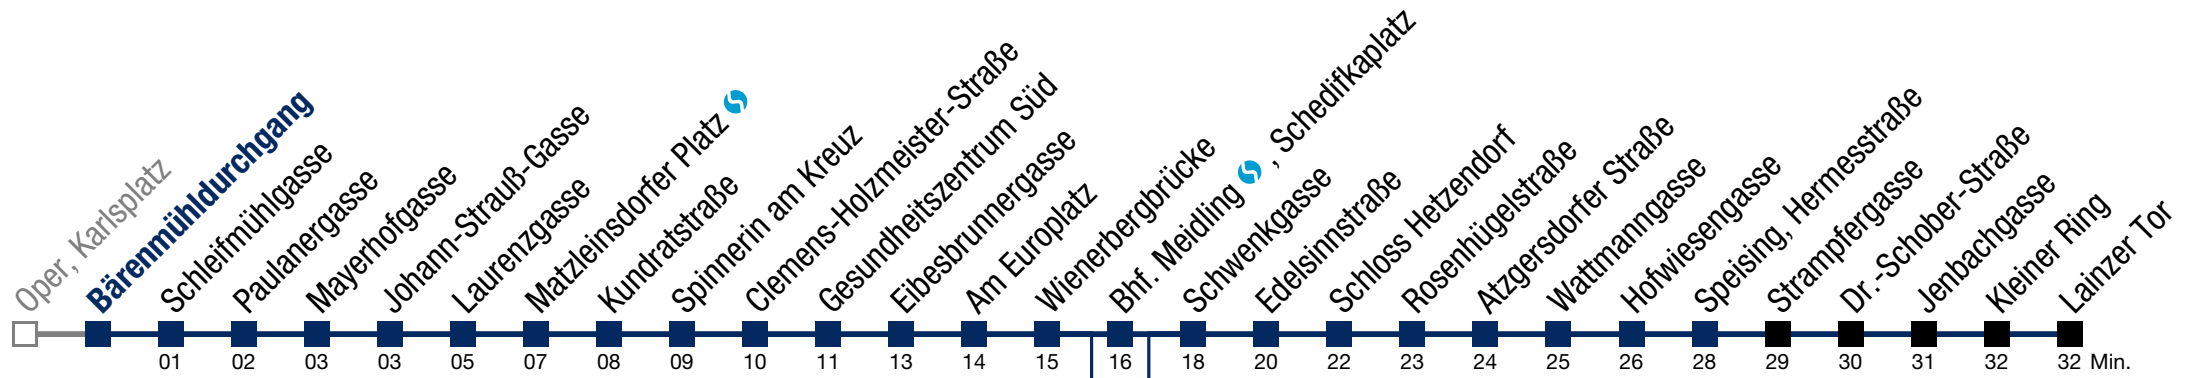 Oper, Karlsplatz
Bärenmühldurchgang
Schleifmühlgasse
Paulanergasse
Mayerhofgasse
Johann-Strauß-Gasse
Laurenzgasse
Matzleinsdorfer Platz
Kundratstraße
Spinnerin am Kreuz
Clemens-Holzmeister-Straße
Gesundheitszentrum Süd
Eibesbrunnergasse
Am Europlatz
Wienerbergbrücke
Bhf. Meidling , Schedifkaplatz
Schwenkgasse
Edelsinnstraße
Schloss Hetzendorf
Rosenhügelstraße
Atzgersdorfer Straße
Wattmanngasse
Hofwiesengasse
Speising, Hermesstraße
Strampfergasse
Dr.-Schober-Straße
Jenbachgasse
Kleiner Ring
Lainzer Tor
01 02 03 03 05 07 08 09 10 11 13 14 15 16 18 20 22 23 24 25 26 28 29 30 31 32 32 Min.